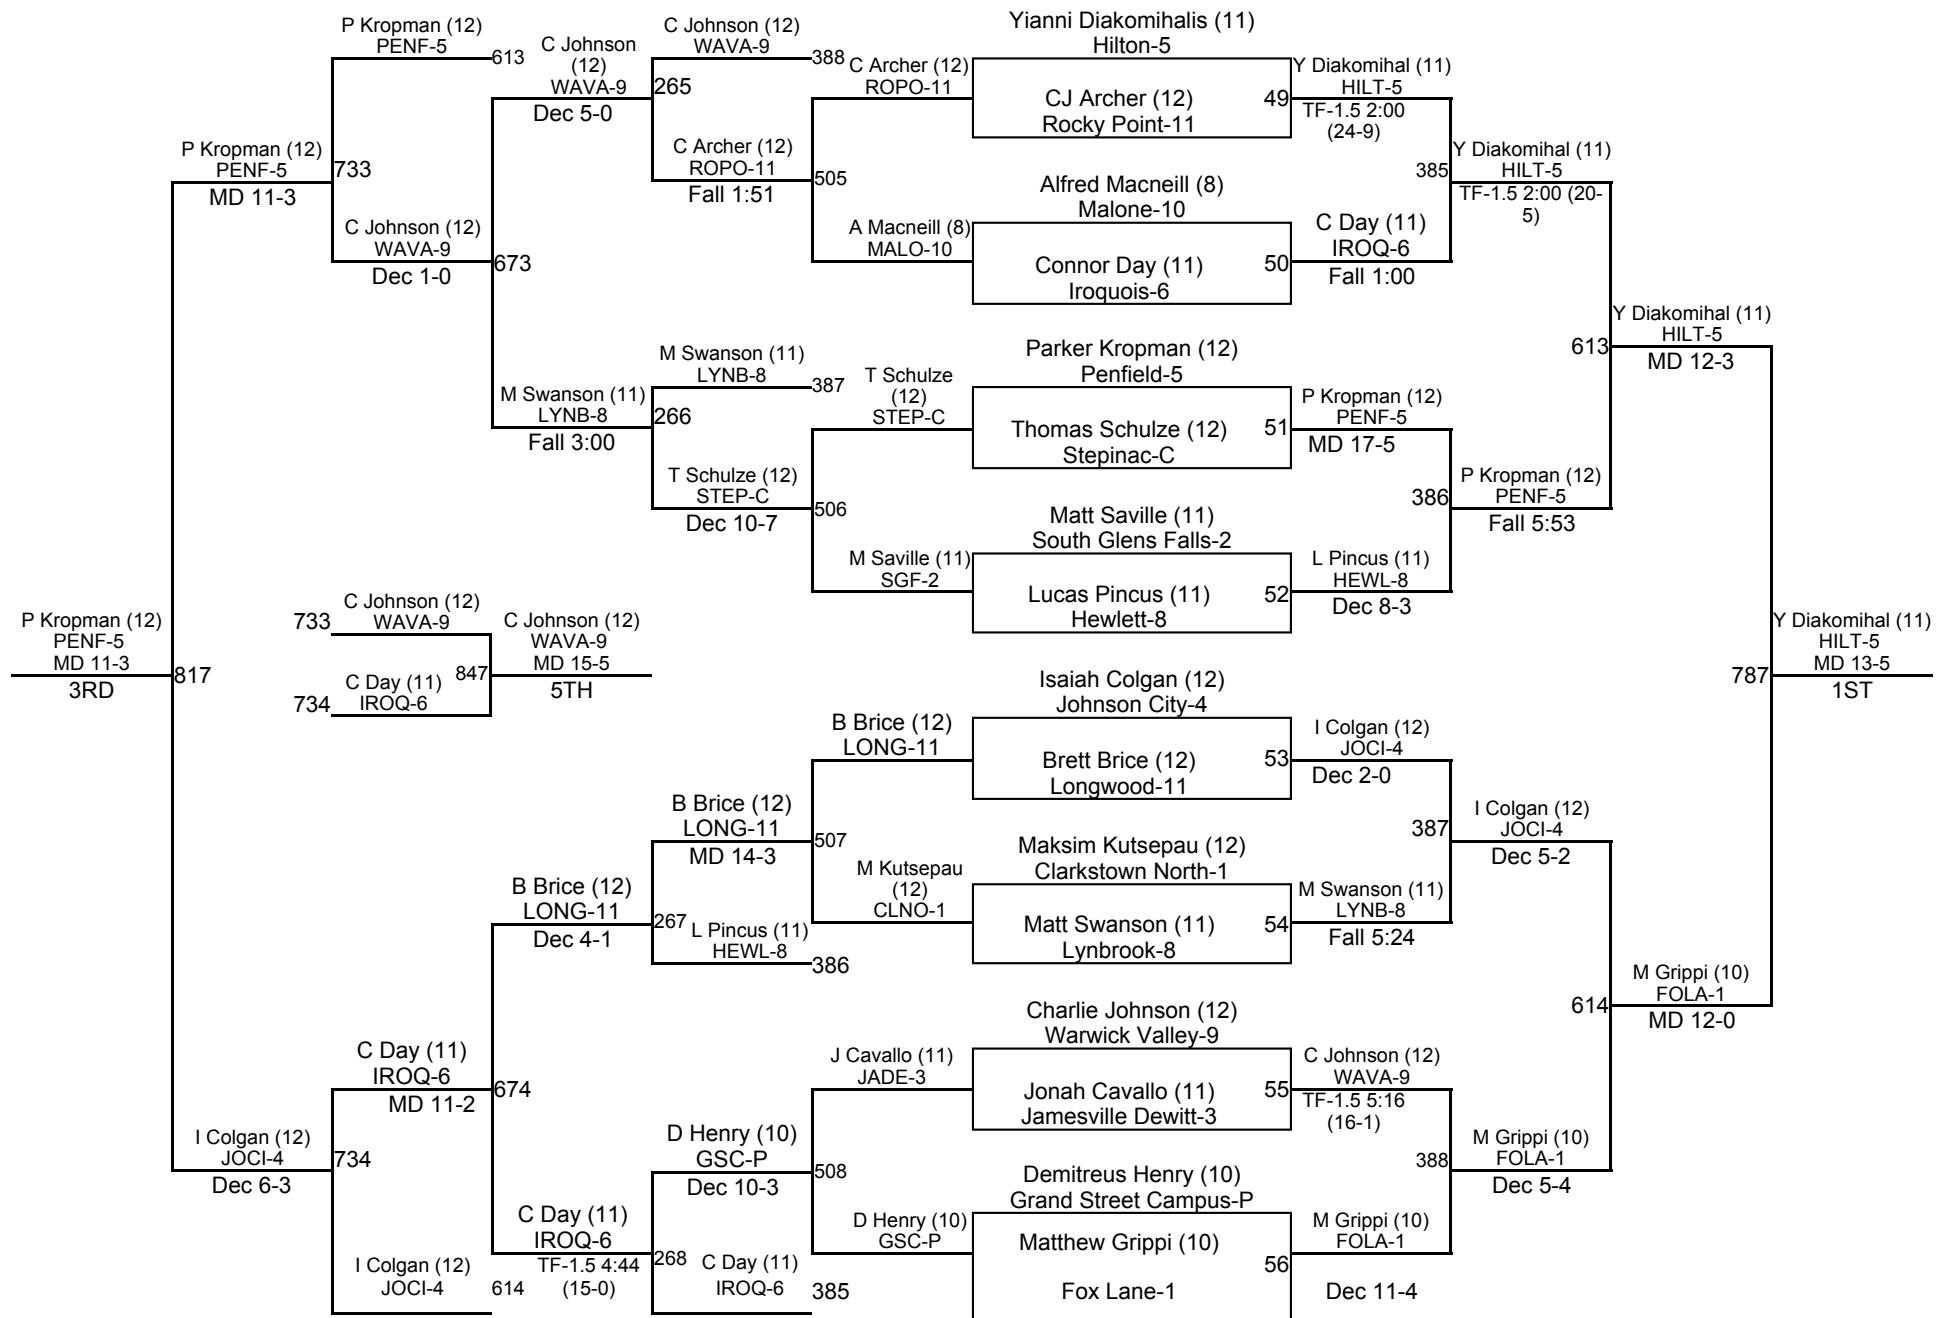 P Kropman (12)
PENF-5
613
C Johnson (12)
WAVA-9
Dec 1-0
733
P Kropman (12)
PENF-5
MD 11-3
C Johnson
(12)
WAVA-9
Dec 5-0
673
M Swanson (11)
LYNB-8
Fall 3:00
C Johnson (12)
WAVA-9
388
265
C Archer (12)
ROPO-11
Fall 1:51
M Swanson (11)
LYNB-8
387
266
T Schulze (12)
STEP-C
Dec 10-7
C Archer (12)
ROPO-11
505
A Macneill (8)
MALO-10
T Schulze
(12)
STEP-C
506
M Saville (11)
SGF-2
Yianni Diakomihalis (11)
Hilton-5
CJ Archer (12)
Rocky Point-11
49
Alfred Macneill (8)
Malone-10
Connor Day (11)
Iroquois-6
50
Parker Kropman (12)
Penfield-5
Thomas Schulze (12)
Stepinac-C
51
Matt Saville (11)
South Glens Falls-2
Lucas Pincus (11)
Hewlett-8
52
Y Diakomihal (11)
HILT-5
TF-1.5 2:00
(24-9)
385
C Day (11)
IROQ-6
Fall 1:00
P Kropman (12)
PENF-5
MD 17-5
386
L Pincus (11)
HEWL-8
Dec 8-3
Y Diakomihal (11)
HILT-5
TF-1.5 2:00 (20-
5)
613
P Kropman (12)
PENF-5
Fall 5:53
Y Diakomihal (11)
HILT-5
MD 12-3
P Kropman (12)
PENF-5
MD 11-3
3RD
817
733
C Johnson (12)
WAVA-9
734
C Day (11)
IROQ-6
847
C Johnson (12)
WAVA-9
MD 15-5
5TH
787
Y Diakomihal (11)
HILT-5
MD 13-5
1ST
I Colgan (12)
JOCI-4
Dec 6-3
734
C Day (11)
IROQ-6
MD 11-2
I Colgan (12)
JOCI-4
614
B Brice (12)
LONG-11
Dec 4-1
674
C Day (11)
IROQ-6
TF-1.5 4:44
(15-0)
B Brice (12)
LONG-11
MD 14-3
267
L Pincus (11)
HEWL-8
386
D Henry (10)
GSC-P
Dec 10-3
268
C Day (11)
IROQ-6
385
B Brice (12)
LONG-11
507
M Kutsepau
(12)
CLNO-1
J Cavallo (11)
JADE-3
508
D Henry (10)
GSC-P
Isaiah Colgan (12)
Johnson City-4
Brett Brice (12)
Longwood-11
53
Maksim Kutsepau (12)
Clarkstown North-1
Matt Swanson (11)
Lynbrook-8
54
Charlie Johnson (12)
Warwick Valley-9
Jonah Cavallo (11)
Jamesville Dewitt-3
55
Demitreus Henry (10)
Grand Street Campus-P
Matthew Grippi (10)
Fox Lane-1
56
I Colgan (12)
JOCI-4
Dec 2-0
387
M Swanson (11)
LYNB-8
Fall 5:24
C Johnson (12)
WAVA-9
TF-1.5 5:16
(16-1)
388
M Grippi (10)
FOLA-1
Dec 11-4
I Colgan (12)
JOCI-4
Dec 5-2
614
M Grippi (10)
FOLA-1
Dec 5-4
M Grippi (10)
FOLA-1
MD 12-0